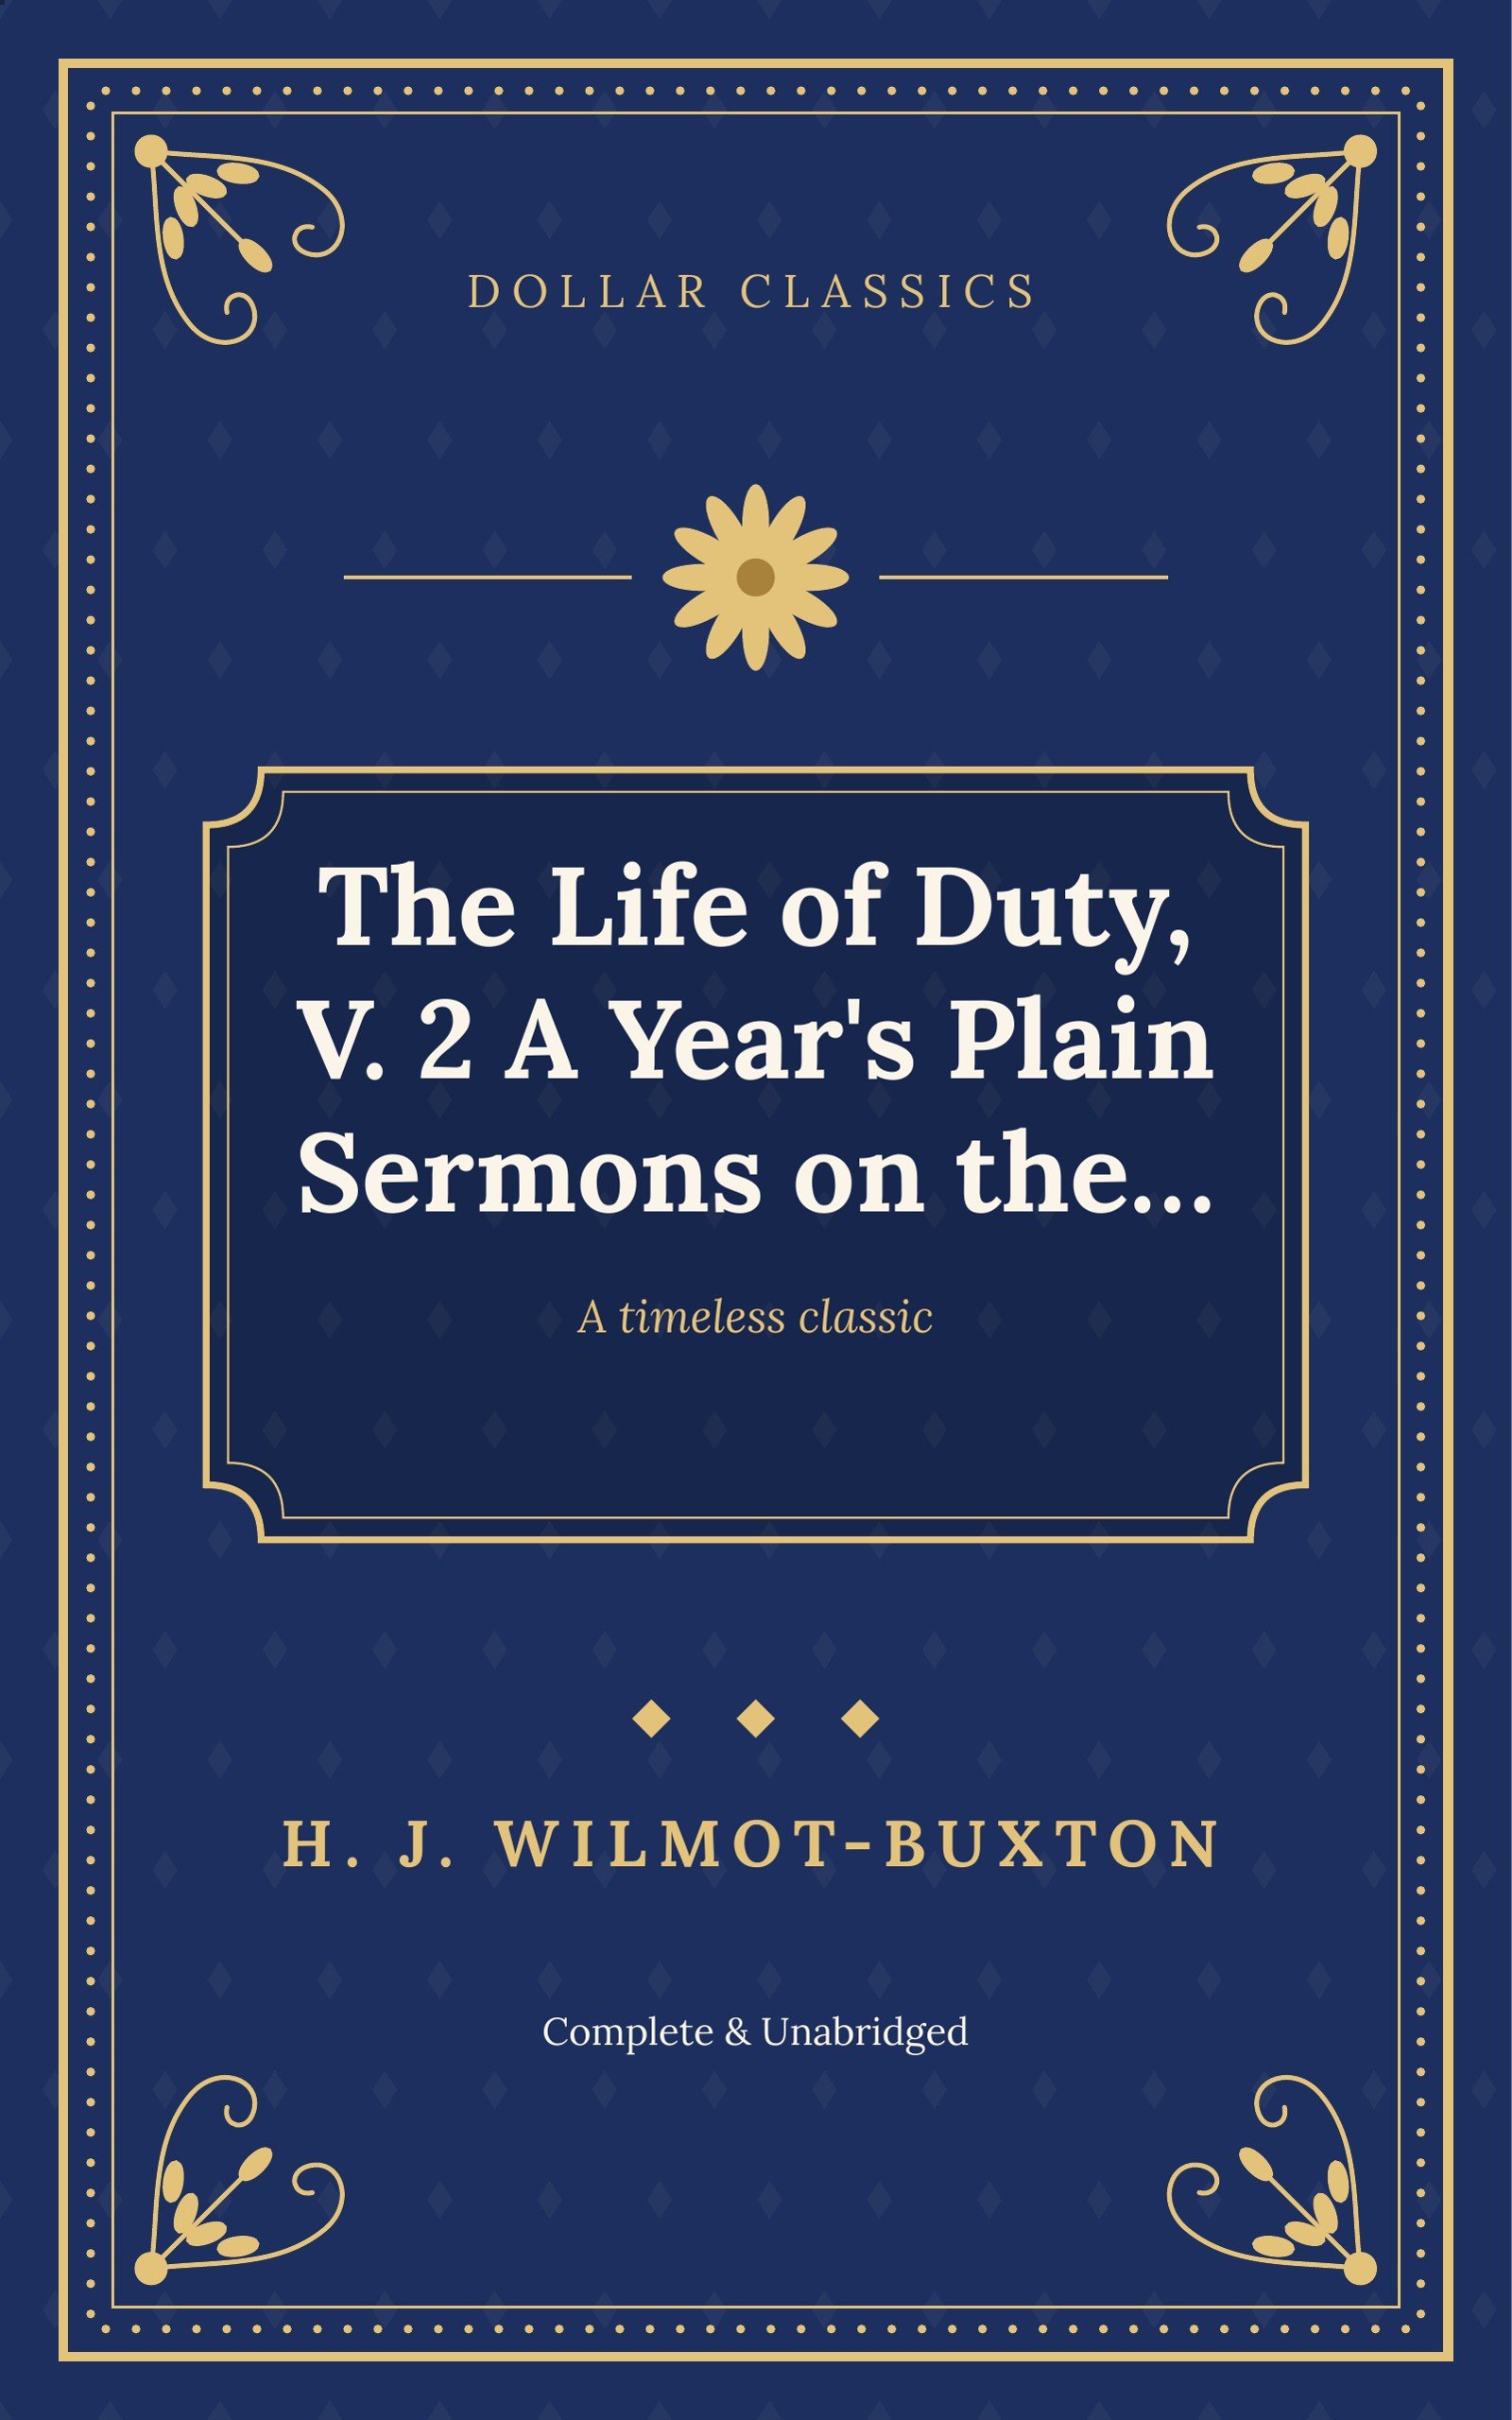 DOLLAR CLASSICS
The Life of Duty,
V. 2 A Year's Plain
Sermons on the...
A timeless classic
H. J. WILMOT-BUXTON
Complete & Unabridged